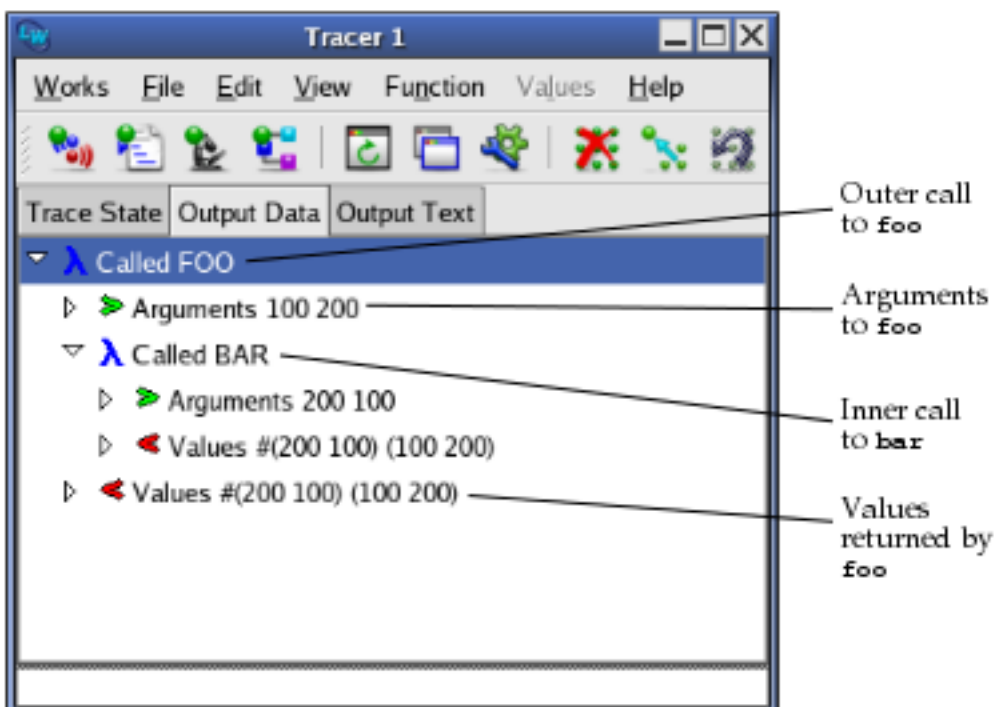 LW
Tracer 1
Works File Edit View Function Values Help
Trace State Output Data Output Text
λ Called FOO
Arguments 100 200
λ Called BAR
Arguments 200 100
Values #(200 100) (100 200)
Values #(200 100) (100 200)
Outer call
to foo
Arguments
to foo
Inner call
to bar
Values
returned by
foo